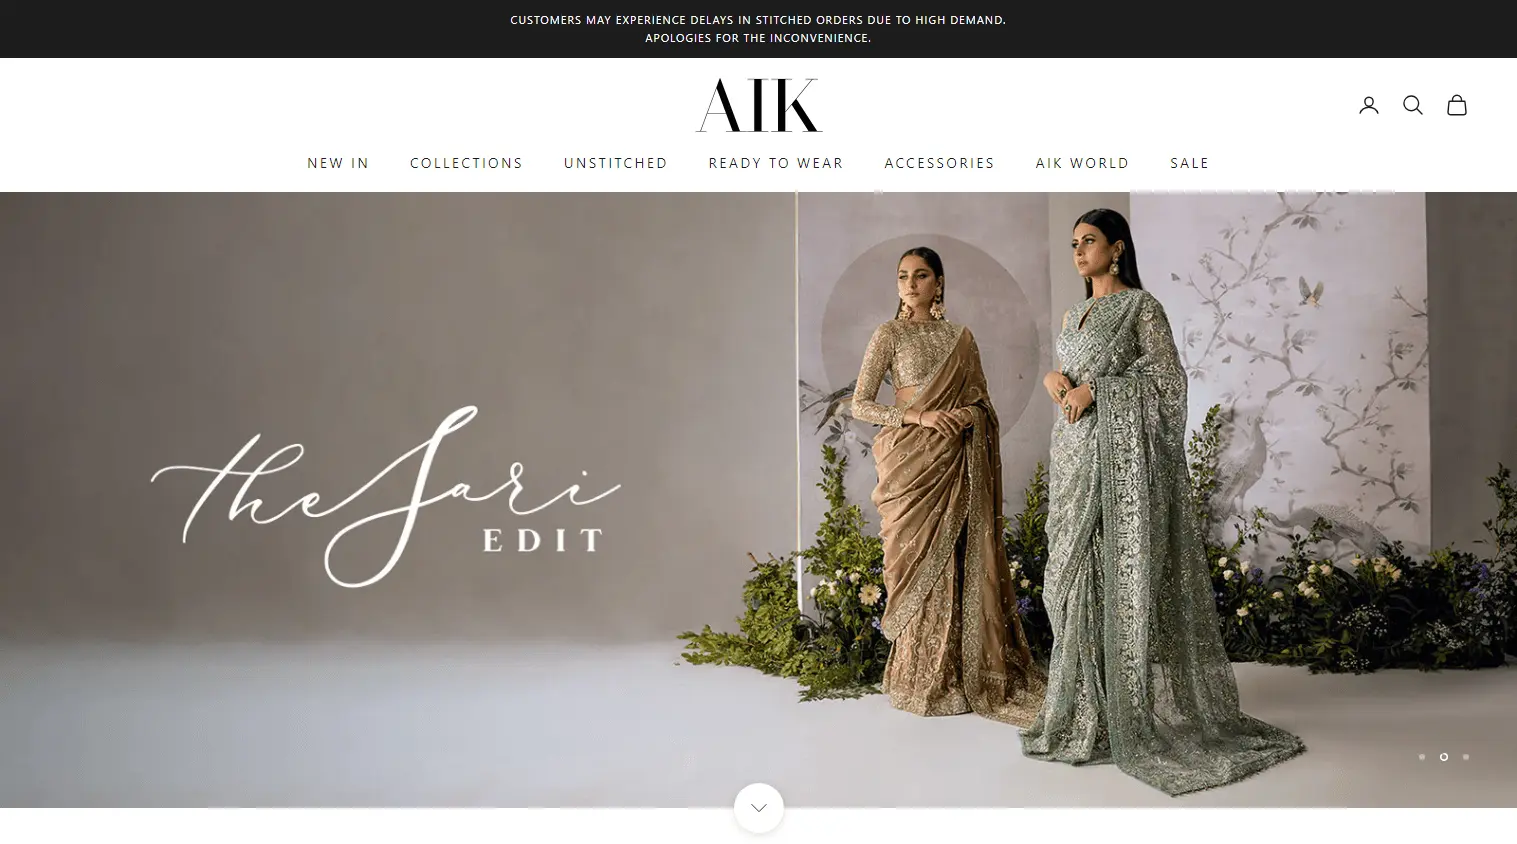 CUSTOMERS MAY EXPERIENCE DELAYS IN STITCHED ORDERS DUE TO HIGH DEMAND.
APOLOGIES FOR THE INCONVENIENCE.
AIK
NEW IN COLLECTIONS UNSTITCHED READY TO WEAR ACCESSORIES AIK WORLD SALE
the Sari
EDIT